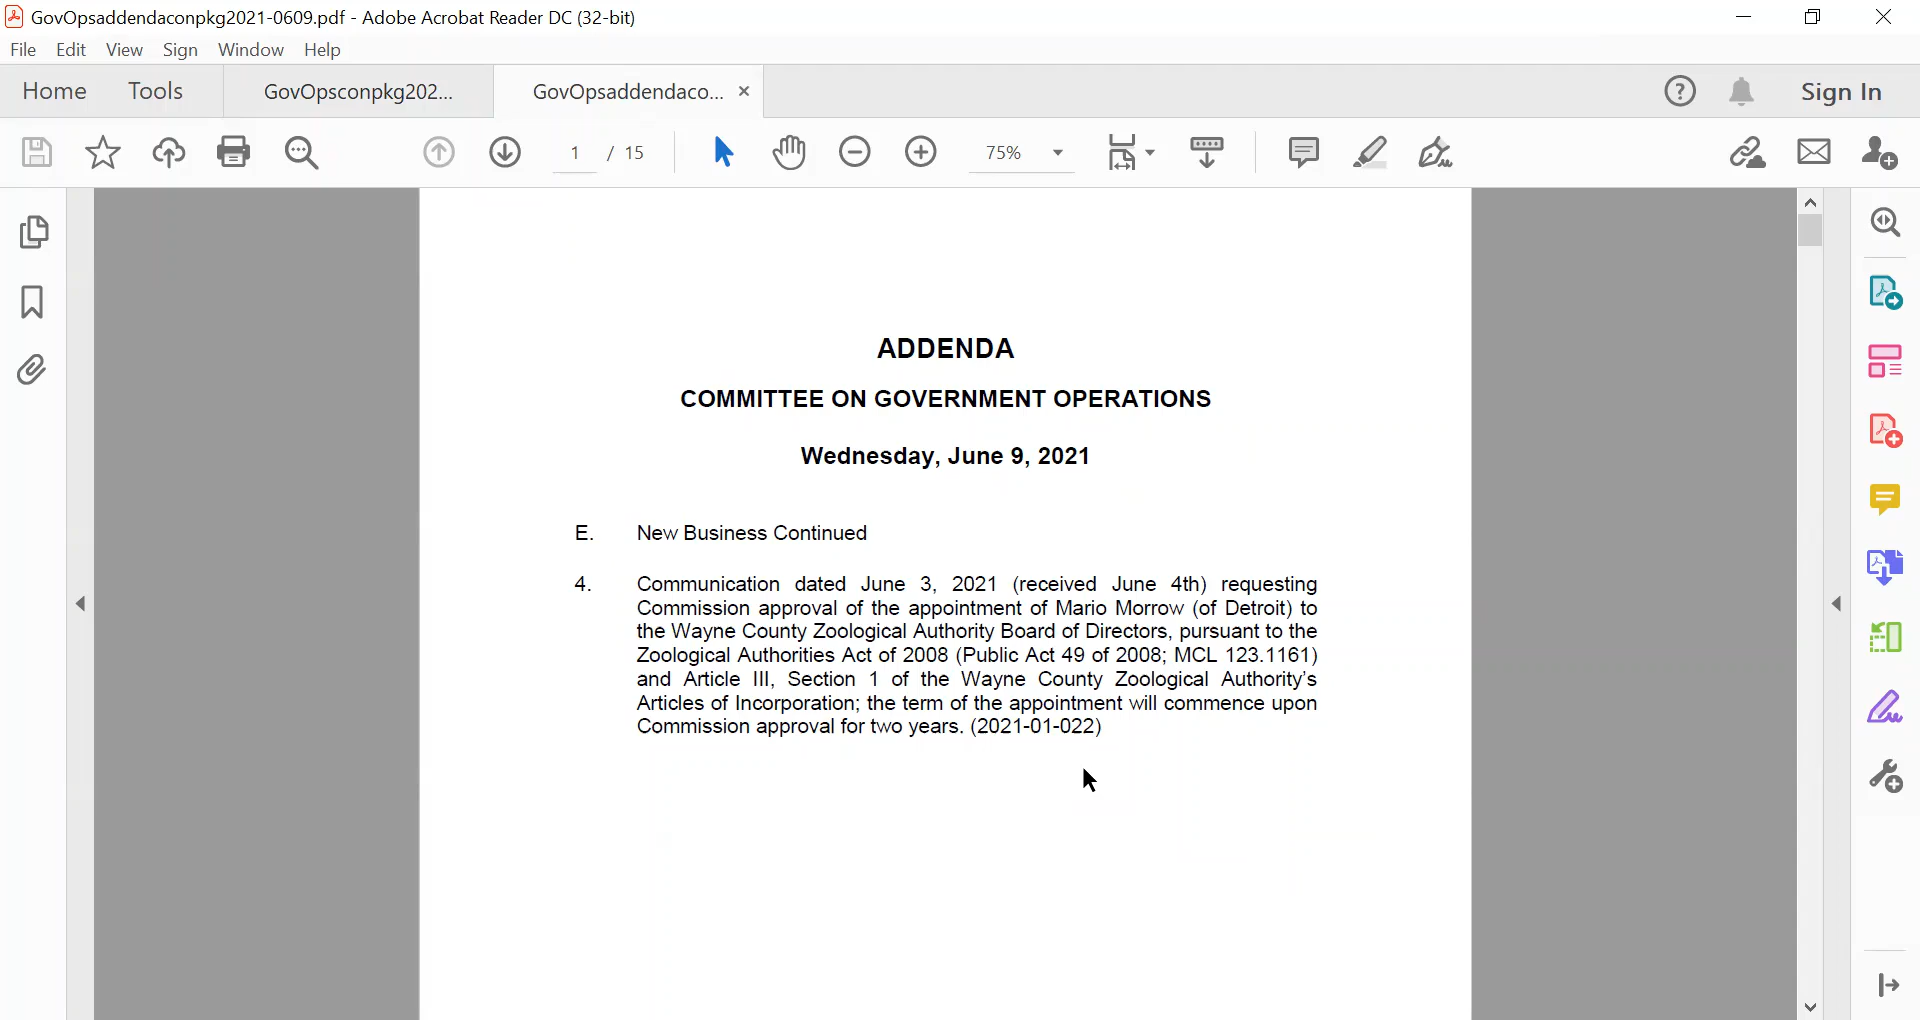 GovOpsaddendaconpkg2021-0609.pdf - Adobe Acrobat Reader DC (32-bit)
File Edit View Sign Window Help
Home Tools GovOpsconpkg202... GovOpsaddendaco... × Sign In
1 / 15 75%
ADDENDA
COMMITTEE ON GOVERNMENT OPERATIONS
Wednesday, June 9, 2021
E. New Business Continued
4. Communication dated June 3, 2021 (received June 4th) requesting
Commission approval of the appointment of Mario Morrow (of Detroit) to
the Wayne County Zoological Authority Board of Directors, pursuant to the
Zoological Authorities Act of 2008 (Public Act 49 of 2008; MCL 123.1161)
and Article III, Section 1 of the Wayne County Zoological Authority's
Articles of Incorporation; the term of the appointment will commence upon
Commission approval for two years. (2021-01-022)